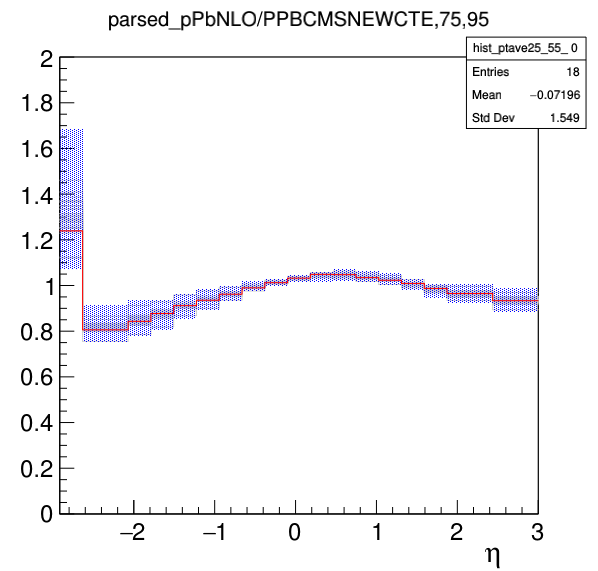 parsed_pPbNLO/PPBCMSNEWCTE,75,95
hist_ptave25_55_ 0
Entries 18
Mean −0.07196
Std Dev 1.549
2
1.8
1.6
1.4
1.2
1
0.8
0.6
0.4
0.2
0
−2 −1 0 1 2 3
η